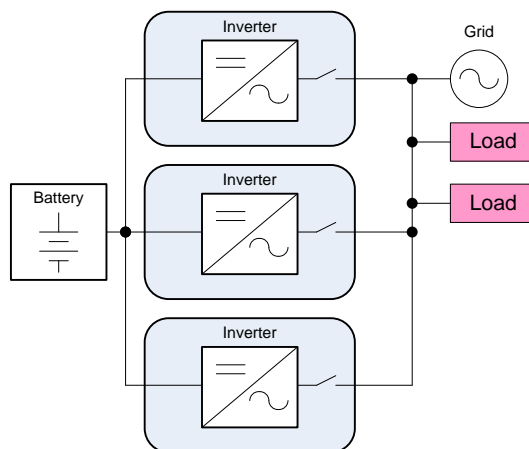 Inverter
Grid
Load
Inverter
Battery
Load
Inverter